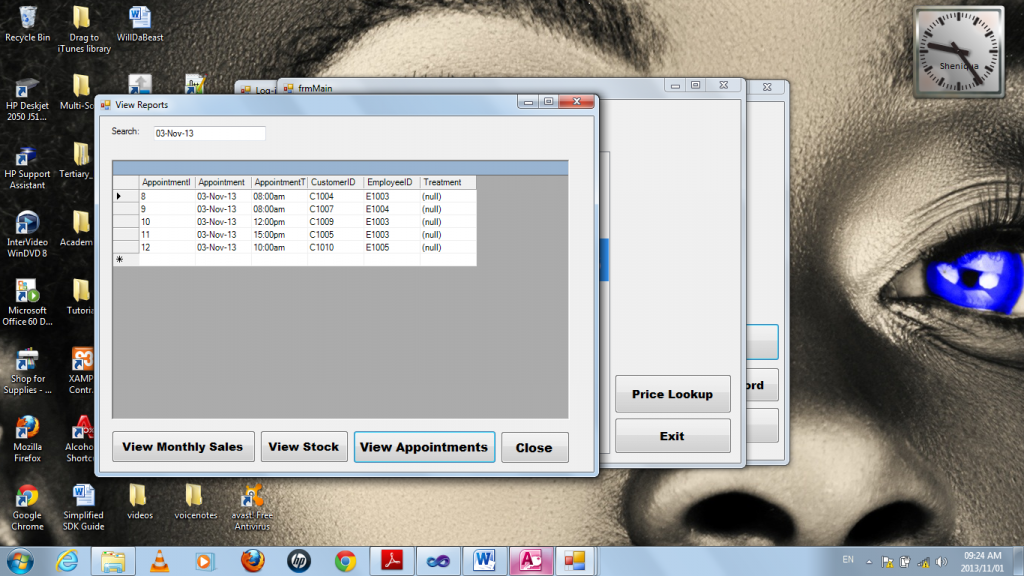 Recycle Bin
Drag to
iTunes library
WillDaBeast
HP Deskjet
2050 J51...
Multi-So
HP Support
Assistant
Tertiary_
InterVideo
WinDVD 8
Academ
Microsoft
Office 60 D...
Tutoria
Shop for
Supplies - ...
XAMP
Contr.
Mozilla
Firefox
Alcoho
Shortc
Google
Chrome
Simplified
SDK Guide
videos
voicenotes
avast! Free
Antivirus
Sheniqua
Log-i
frmMain
View Reports
Search:
03-Nov-13
AppointmentI Appointment AppointmentT CustomerID EmployeeID Treatment
8 03-Nov-13 08:00am C1004 E1003 (null)
9 03-Nov-13 08:00am C1007 E1004 (null)
10 03-Nov-13 12:00pm C1009 E1003 (null)
11 03-Nov-13 15:00pm C1005 E1003 (null)
12 03-Nov-13 10:00am C1010 E1005 (null)
View Monthly Sales
View Stock
View Appointments
Close
Price Lookup
Exit
ord
EN
09:24 AM
2013/11/01